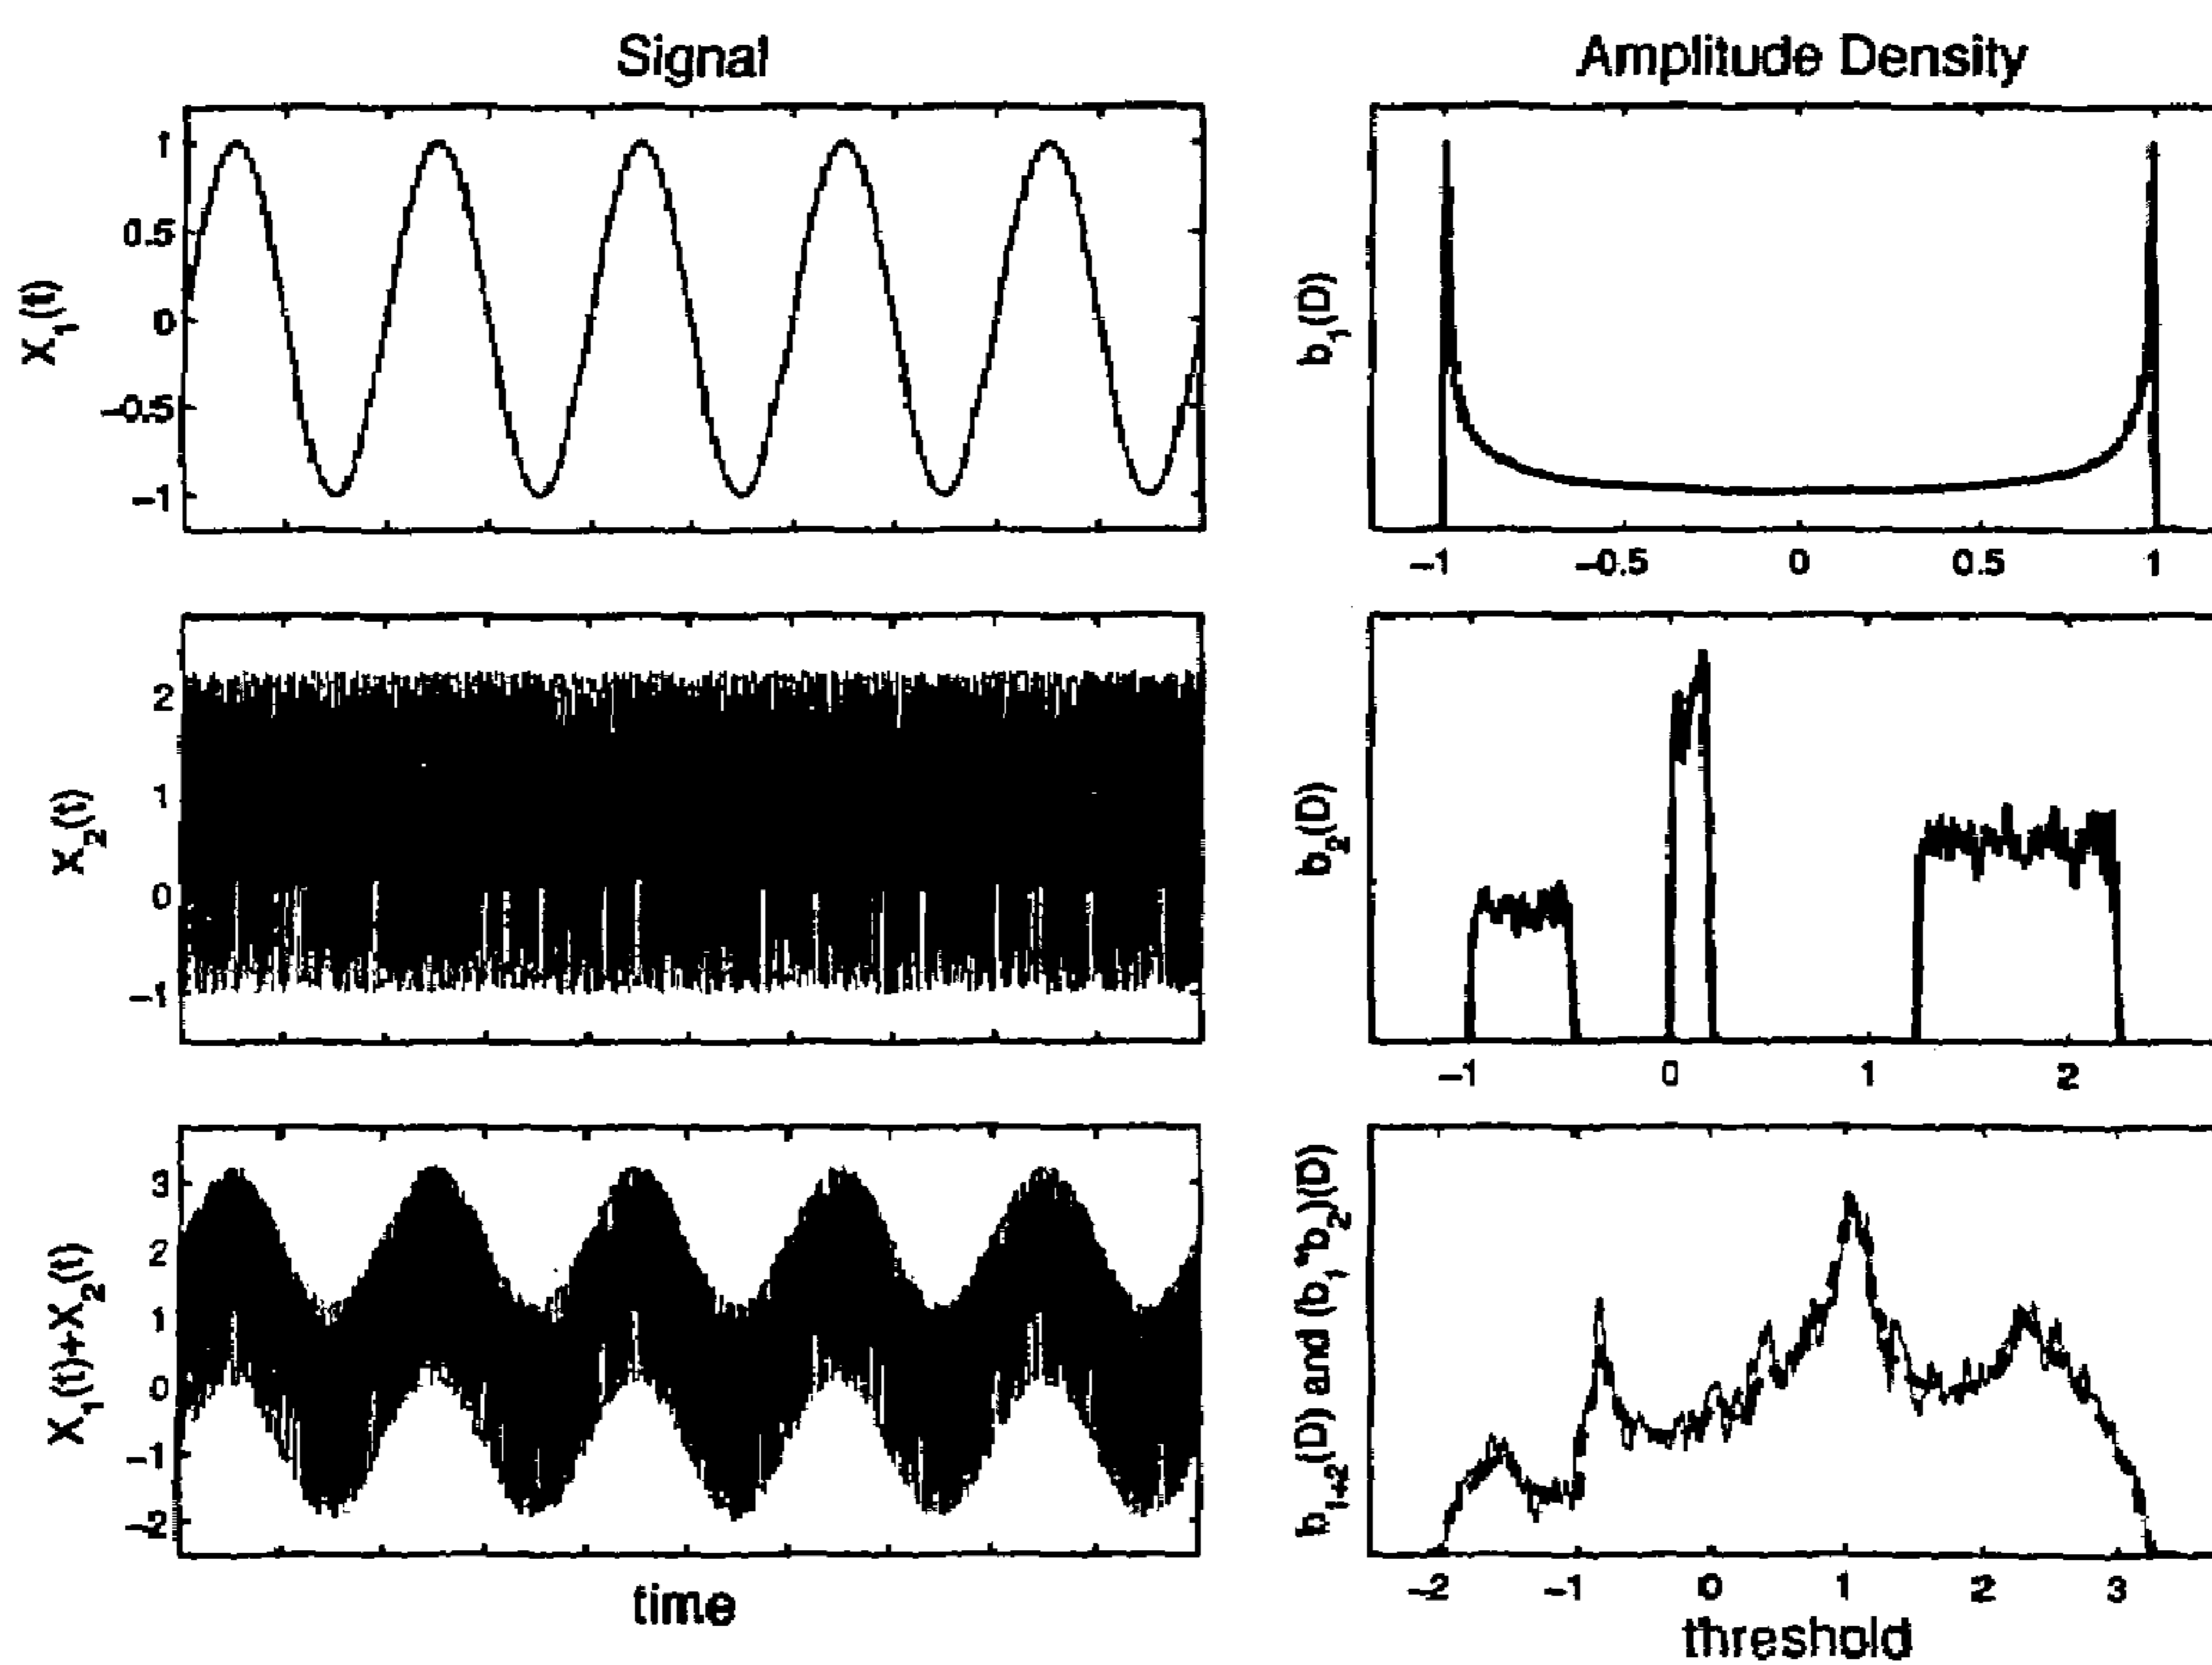 Signal
X₁(t)
1
0.5
0
−0.5
−1
Amplitude Density
b₁(D)
−1 −0.5 0 0.5 1
X₂(t)
2
1
0
−1
b₂(D)
−1 0 1 2
X₁(t)+X₂(t)
3
2
1
0
−1
−2
time
b₁₊₂(D) and (b₁*b₂)(D)
−2 −1 0 1 2 3
threshold